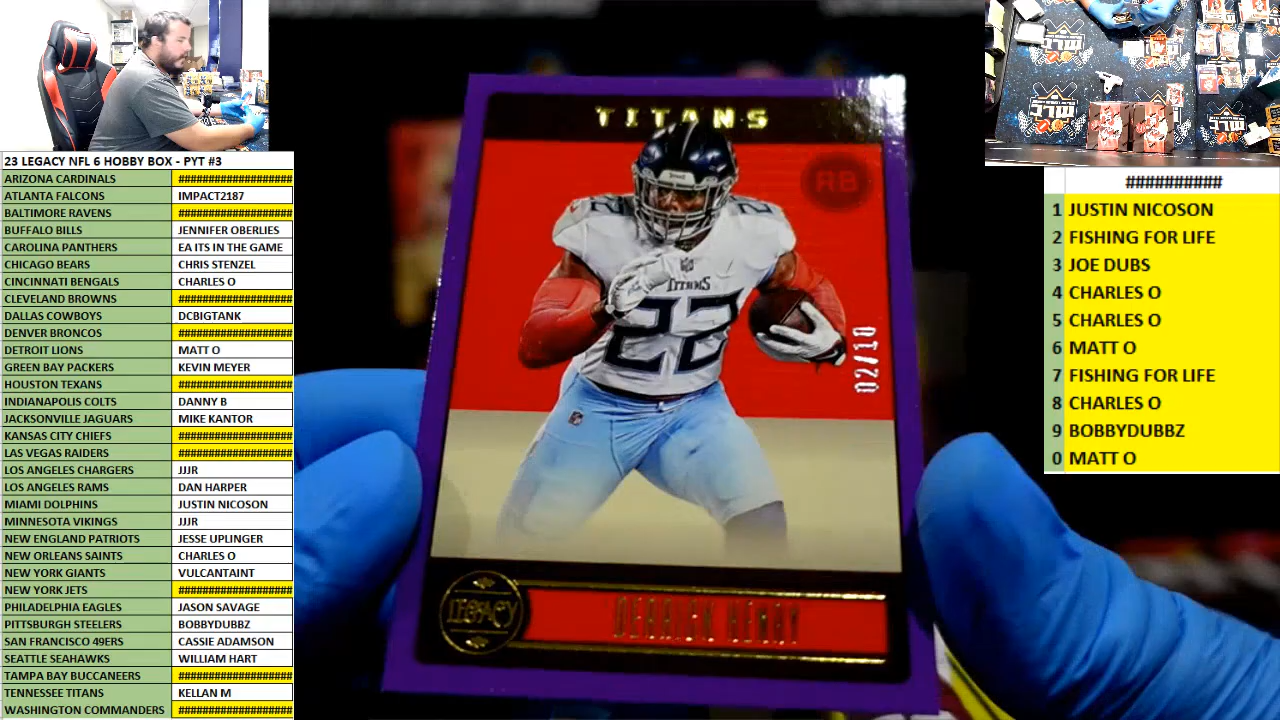 23 LEGACY NFL 6 HOBBY BOX - PYT #3
ARIZONA CARDINALS ##################
ATLANTA FALCONS IMPACT2187
BALTIMORE RAVENS ##################
BUFFALO BILLS JENNIFER OBERLIES
CAROLINA PANTHERS EA ITS IN THE GAME
CHICAGO BEARS CHRIS STENZEL
CINCINNATI BENGALS CHARLES O
CLEVELAND BROWNS ##################
DALLAS COWBOYS DCBIGTANK
DENVER BRONCOS ##################
DETROIT LIONS MATT O
GREEN BAY PACKERS KEVIN MEYER
HOUSTON TEXANS ##################
INDIANAPOLIS COLTS DANNY B
JACKSONVILLE JAGUARS MIKE KANTOR
KANSAS CITY CHIEFS ##################
LAS VEGAS RAIDERS ##################
LOS ANGELES CHARGERS JJJR
LOS ANGELES RAMS DAN HARPER
MIAMI DOLPHINS JUSTIN NICOSON
MINNESOTA VIKINGS JJJR
NEW ENGLAND PATRIOTS JESSE UPLINGER
NEW ORLEANS SAINTS CHARLES O
NEW YORK GIANTS VULCANTAINT
NEW YORK JETS ##################
PHILADELPHIA EAGLES JASON SAVAGE
PITTSBURGH STEELERS BOBBYDUBBZ
SAN FRANCISCO 49ERS CASSIE ADAMSON
SEATTLE SEAHAWKS WILLIAM HART
TAMPA BAY BUCCANEERS ##################
TENNESSEE TITANS KELLAN M
WASHINGTON COMMANDERS ##################
TITANS
RB
TITANS
22
02/10
LEGACY
DERRICK HENRY
##########
1 JUSTIN NICOSON
2 FISHING FOR LIFE
3 JOE DUBS
4 CHARLES O
5 CHARLES O
6 MATT O
7 FISHING FOR LIFE
8 CHARLES O
9 BOBBYDUBBZ
0 MATT O